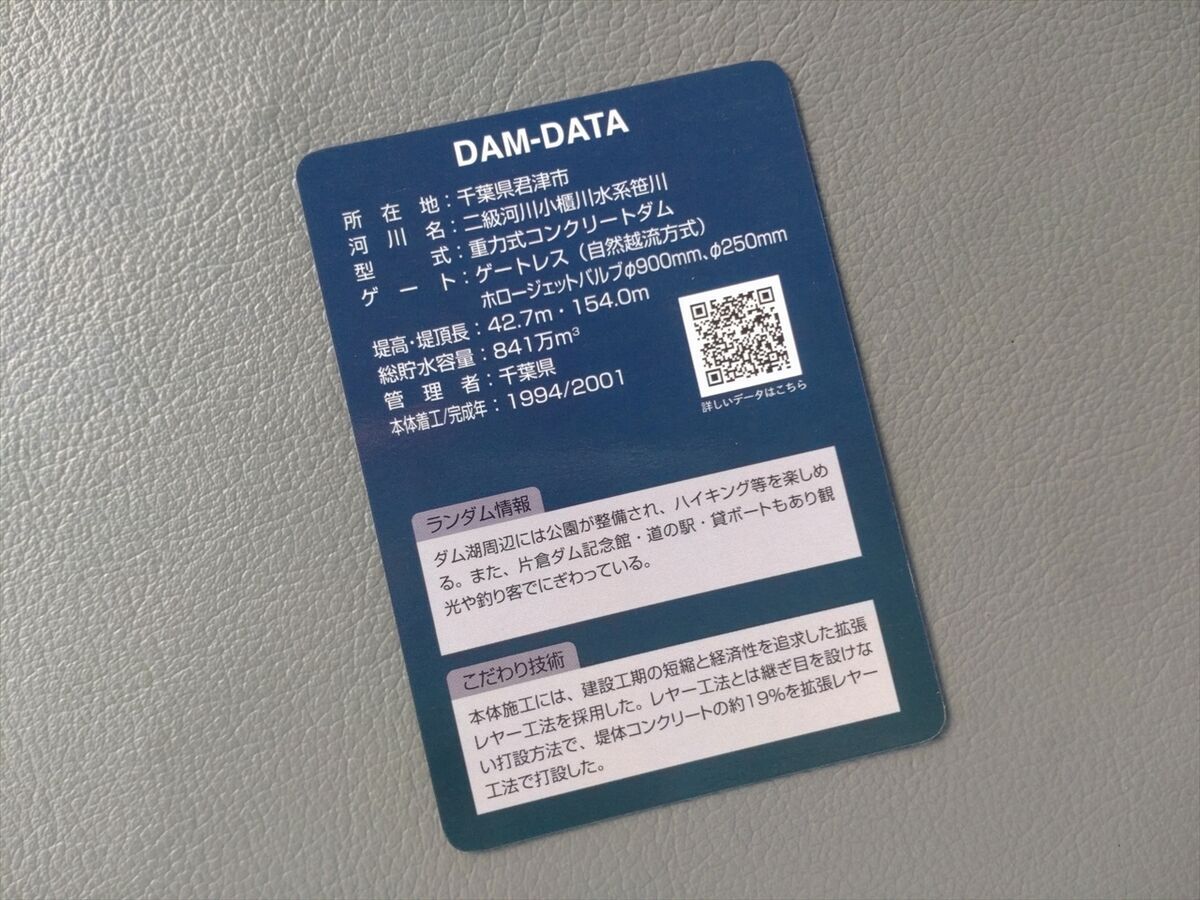 DAM-DATA
所在地：千葉県君津市
河川名：二級河川小櫃川水系笹川
型式：重力式コンクリートダム
ゲート：ゲートレス（自然越流方式）
ホロージェットバルブφ900mm、φ250mm
堤高・堤頂長：42.7m・154.0m
総貯水容量：841万m³
管理者：千葉県
本体着工/完成年：1994/2001
詳しいデータはこちら
ランダム情報
ダム湖周辺には公園が整備され、ハイキング等を楽しめ
る。また、片倉ダム記念館・道の駅・貸ボートもあり観
光や釣り客でにぎわっている。
こだわり技術
本体施工には、建設工期の短縮と経済性を追求した拡張
レヤー工法を採用した。レヤー工法とは継ぎ目を設けな
い打設方法で、堤体コンクリートの約19%を拡張レヤー
工法で打設した。